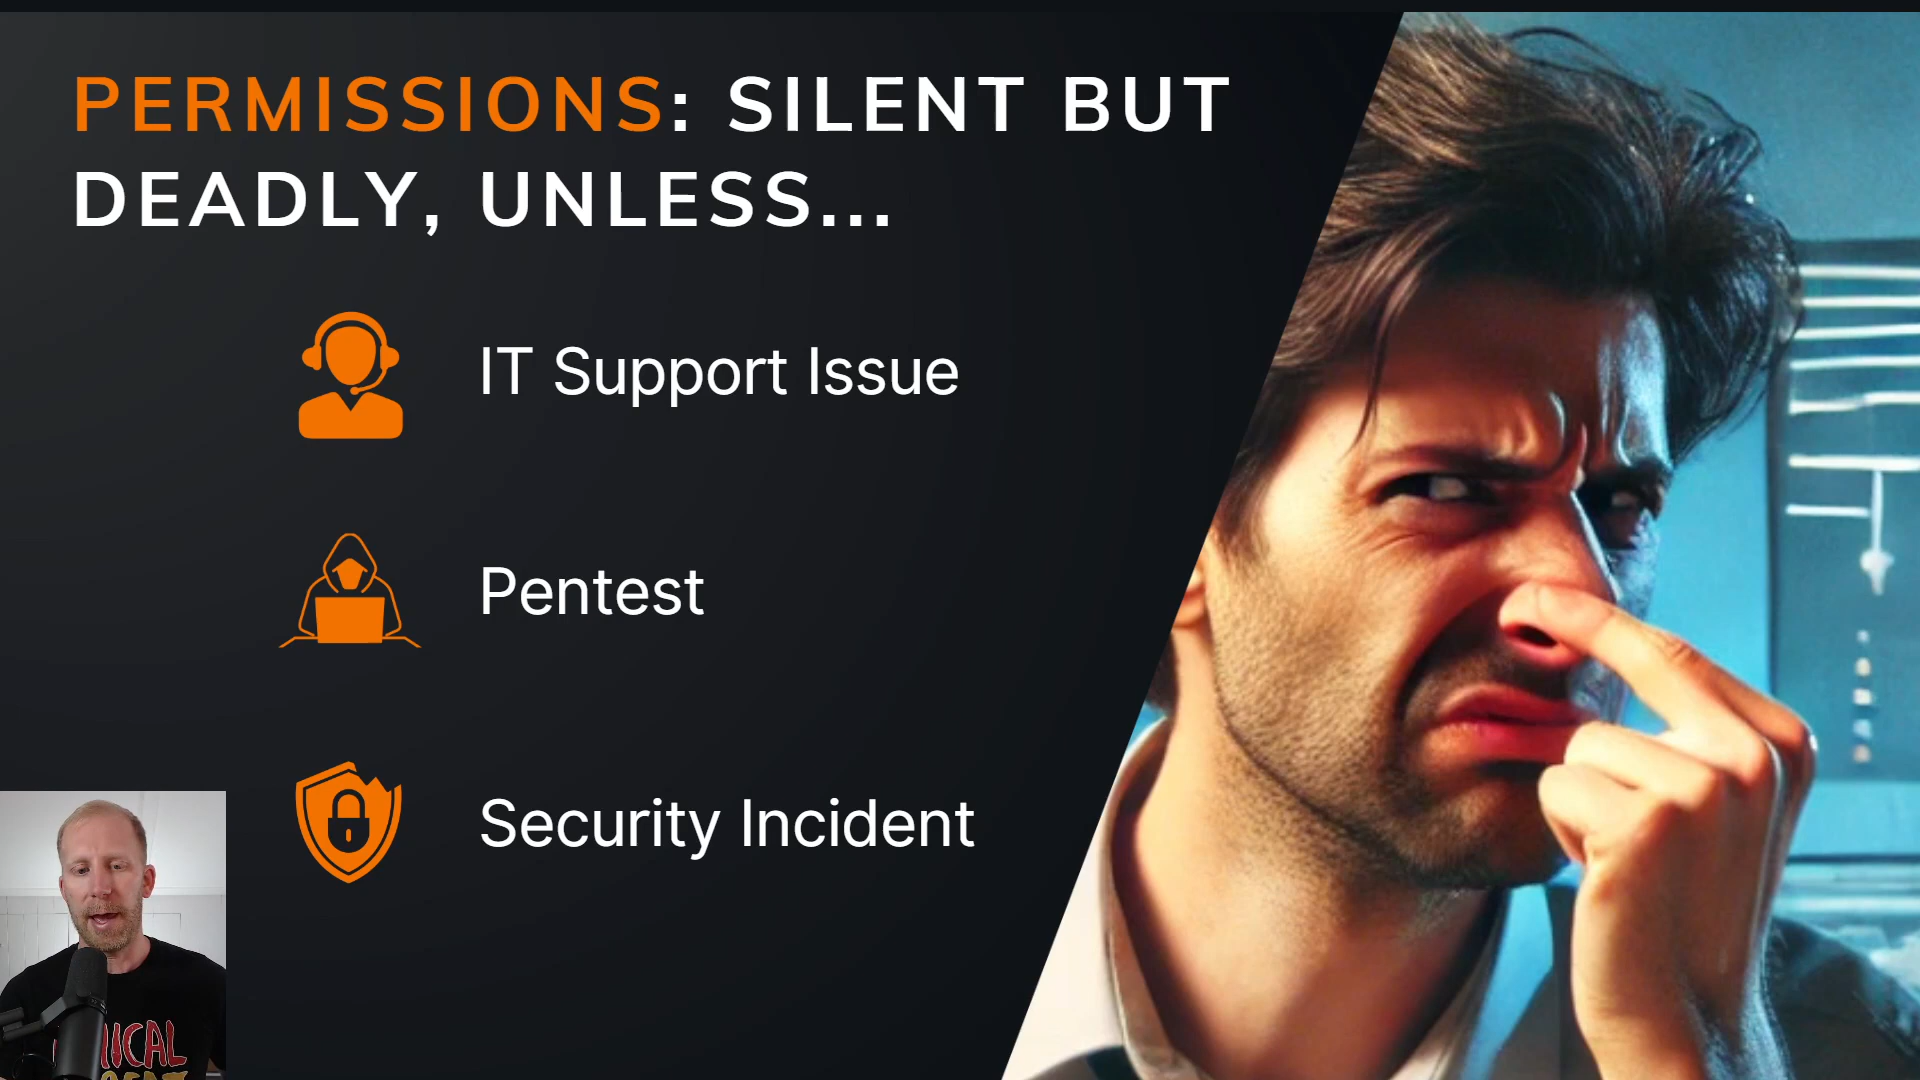 PERMISSIONS: SILENT BUT
DEADLY, UNLESS...
IT Support Issue
Pentest
Security Incident